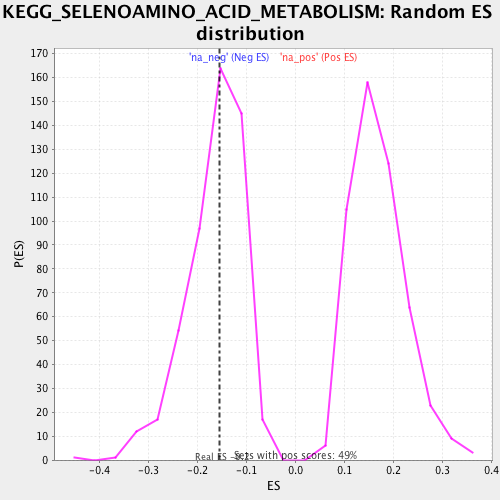 KEGG_SELENOAMINO_ACID_METABOLISM: Random ES
distribution
'na_neg' (Neg ES) 'na_pos' (Pos ES)
170
160
150
140
130
120
110
100
90
80
70
60
50
40
30
20
10
0
P(ES)
Real ES -0.2 Sets with pos scores: 49%
-0.4 -0.3 -0.2 -0.1 0.0 0.1 0.2 0.3 0.4
ES